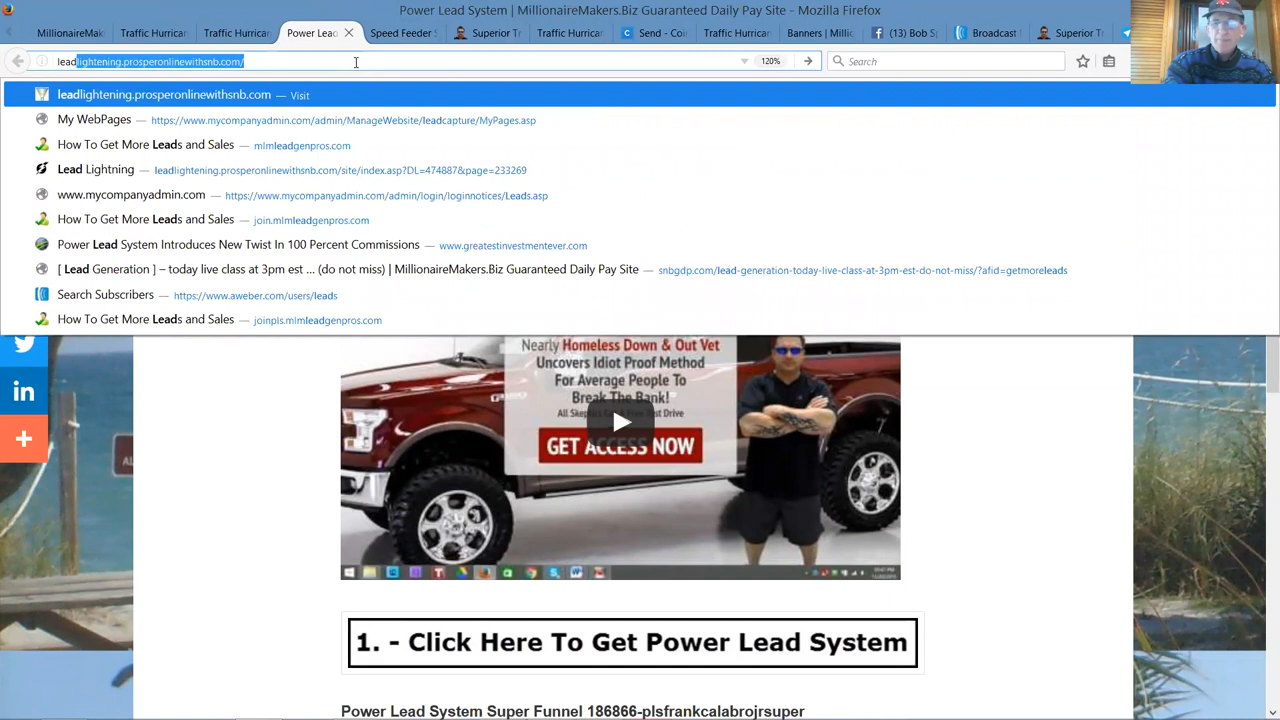 Power Lead System | MillionaireMakers.Biz Guaranteed Daily Pay Site - Mozilla Firefox
MillionaireMak Traffic Hurrican Traffic Hurrican Power Lead Speed Feeder S Superior Tr Traffic Hurrican Send - Coi Traffic Hurrican Banners | Millic (13) Bob S Broadcast Superior Tr
leadlightening.prosperonlinewithsnb.com/ 120% Search
leadlightening.prosperonlinewithsnb.com — Visit
My WebPages — https://www.mycompanyadmin.com/admin/ManageWebsite/leadcapture/MyPages.asp
How To Get More Leads and Sales — mlmleadgenpros.com
Lead Lightning — leadlightening.prosperonlinewithsnb.com/site/index.asp?DL=474887&page=233269
www.mycompanyadmin.com — https://www.mycompanyadmin.com/admin/login/loginnotices/Leads.asp
How To Get More Leads and Sales — join.mlmleadgenpros.com
Power Lead System Introduces New Twist In 100 Percent Commissions — www.greatestinvestmentever.com
[ Lead Generation ] – today live class at 3pm est ... (do not miss) | MillionaireMakers.Biz Guaranteed Daily Pay Site — snbgdp.com/lead-generation-today-live-class-at-3pm-est-do-not-miss/?afid=getmoreleads
Search Subscribers — https://www.aweber.com/users/leads
How To Get More Leads and Sales — joinpls.mlmleadgenpros.com
Nearly Homeless Down & Out Vet
Uncovers Idiot Proof Method
For Average People To
Break The Bank!
All Skeptics Get A Free Test Drive
GET ACCESS NOW
1. - Click Here To Get Power Lead System
Power Lead System Super Funnel 186866-plsfrankcalabrojrsuper